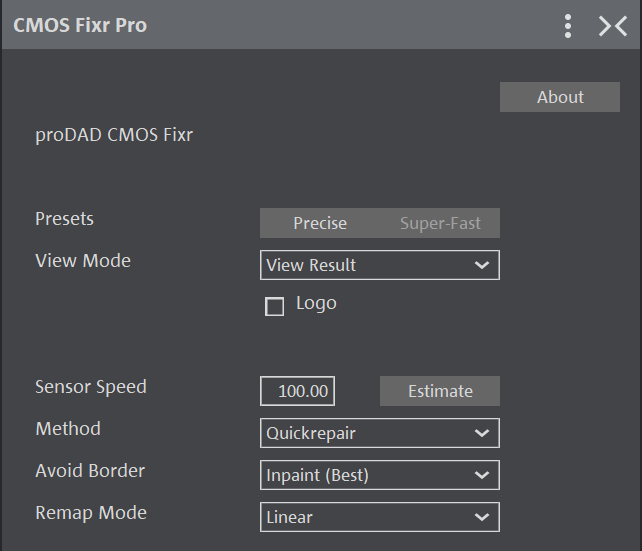 CMOS Fixr Pro
About
proDAD CMOS Fixr
Presets Precise Super-Fast
View Mode View Result
Logo
Sensor Speed 100.00 Estimate
Method Quickrepair
Avoid Border Inpaint (Best)
Remap Mode Linear